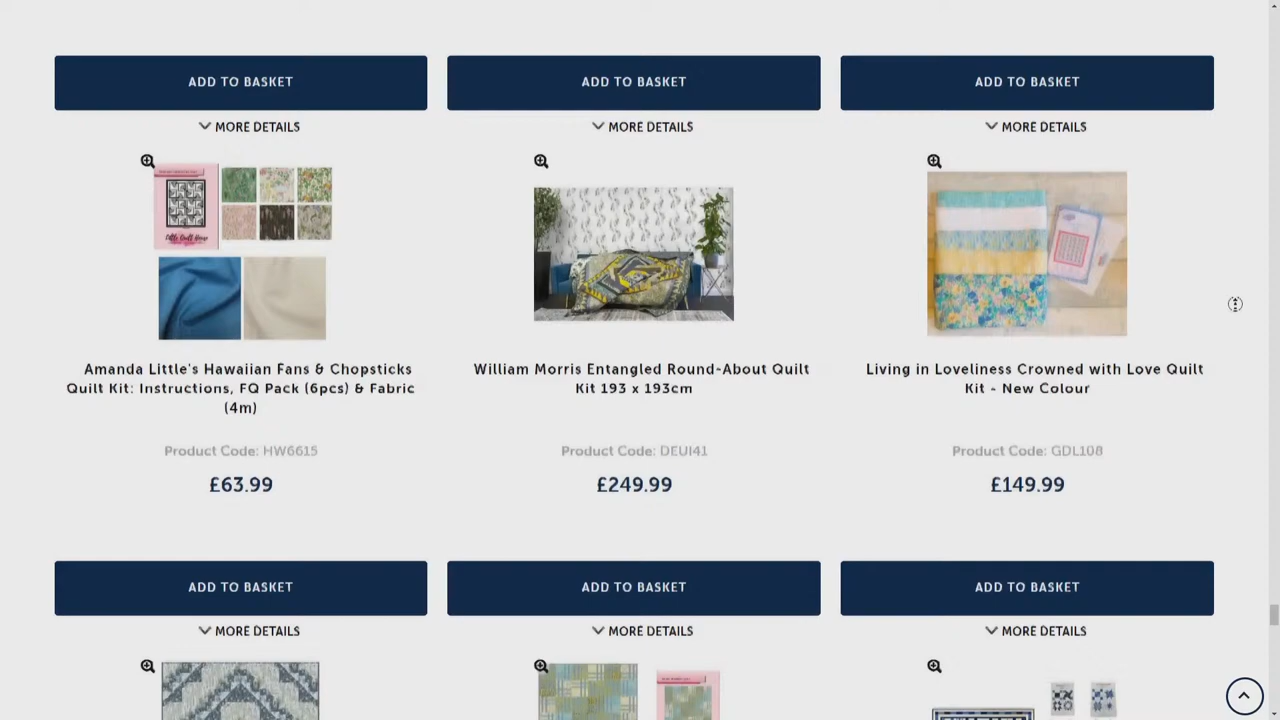 ADD TO BASKET
ADD TO BASKET
ADD TO BASKET
MORE DETAILS
MORE DETAILS
MORE DETAILS
Amanda Little's Hawaiian Fans & Chopsticks
Quilt Kit: Instructions, FQ Pack (6pcs) & Fabric
(4m)
Product Code: HW6615
£63.99
William Morris Entangled Round-About Quilt
Kit 193 x 193cm
Product Code: DEUI41
£249.99
Living in Loveliness Crowned with Love Quilt
Kit - New Colour
Product Code: GDL108
£149.99
ADD TO BASKET
ADD TO BASKET
ADD TO BASKET
MORE DETAILS
MORE DETAILS
MORE DETAILS